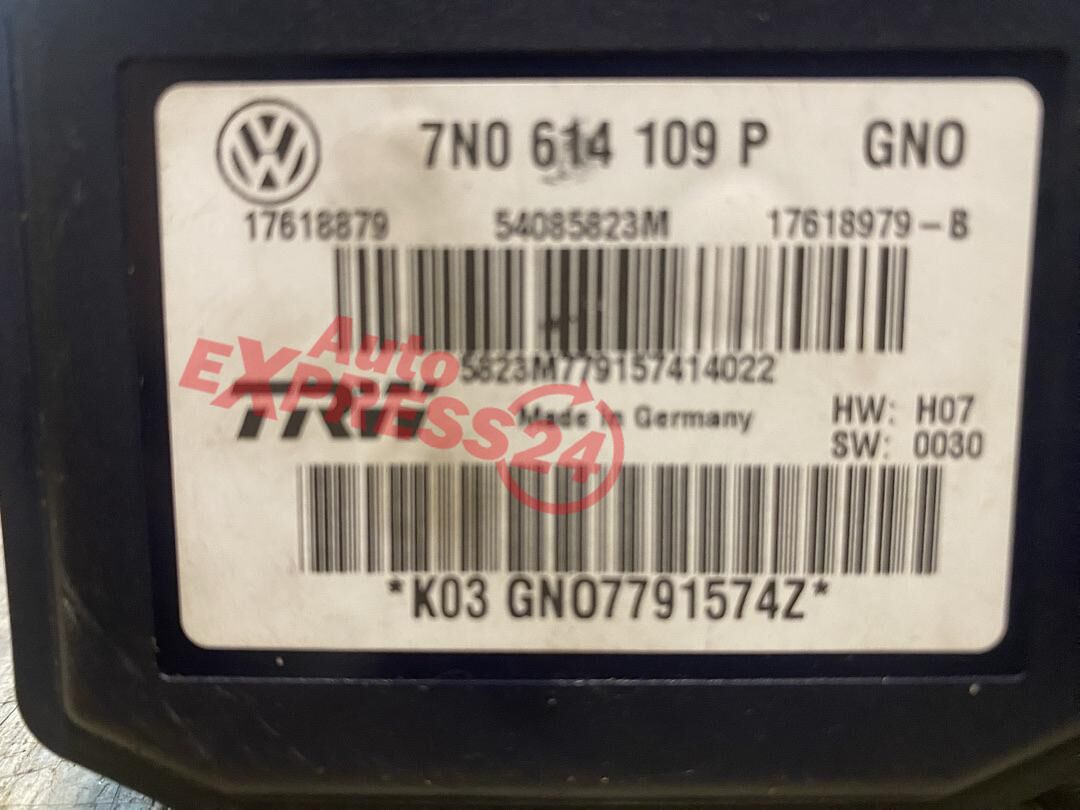 7N0 614 109 P GNO
17618879 54085823M 17618979-B
5823M779157414022
Auto
EXPRESS24
TRW Made in Germany HW: H07
SW: 0030
*K03 GNO7791574Z*